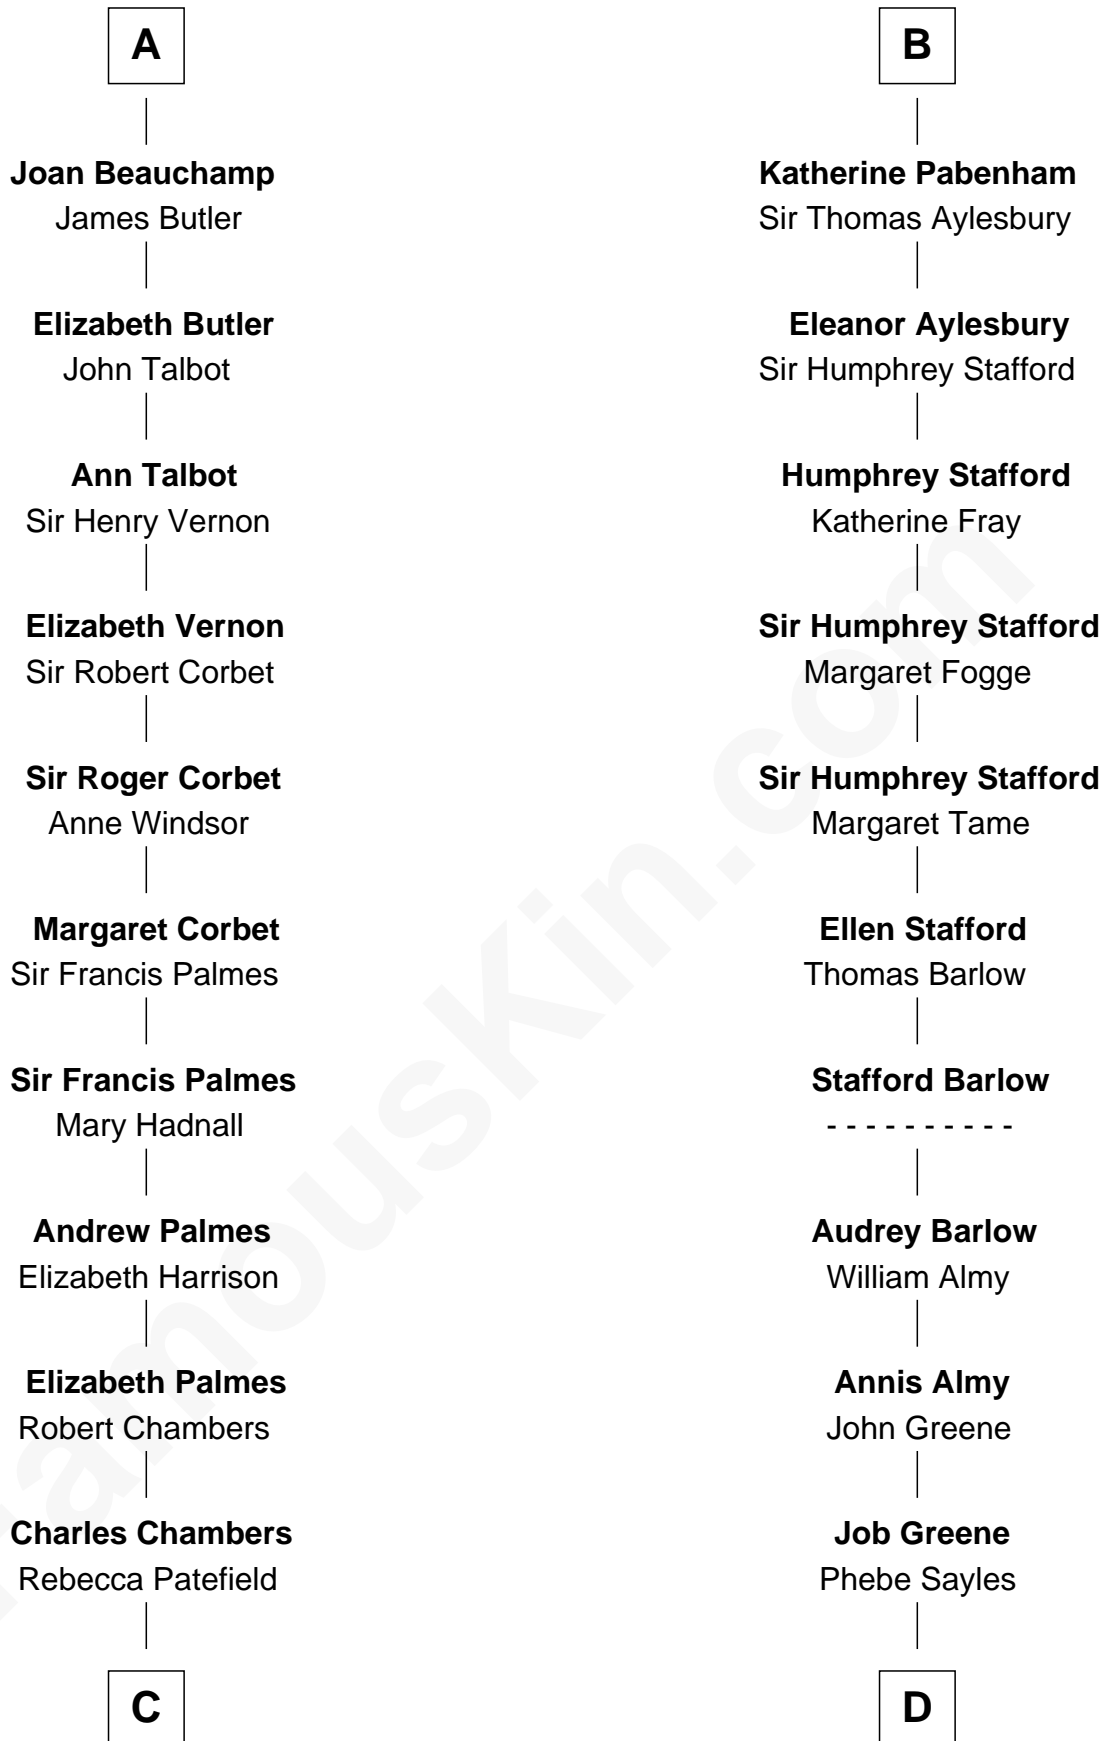 A
Joan Beauchamp
James Butler
Elizabeth Butler
John Talbot
Ann Talbot
Sir Henry Vernon
Elizabeth Vernon
Sir Robert Corbet
Sir Roger Corbet
Anne Windsor
Margaret Corbet
Sir Francis Palmes
Sir Francis Palmes
Mary Hadnall
Andrew Palmes
Elizabeth Harrison
Elizabeth Palmes
Robert Chambers
Charles Chambers
Rebecca Patefield
C
B
Katherine Pabenham
Sir Thomas Aylesbury
Eleanor Aylesbury
Sir Humphrey Stafford
Humphrey Stafford
Katherine Fray
Sir Humphrey Stafford
Margaret Fogge
Sir Humphrey Stafford
Margaret Tame
Ellen Stafford
Thomas Barlow
Stafford Barlow
- - - - - - - - - -
Audrey Barlow
William Almy
Annis Almy
John Greene
Job Greene
Phebe Sayles
D
FamousKin.com